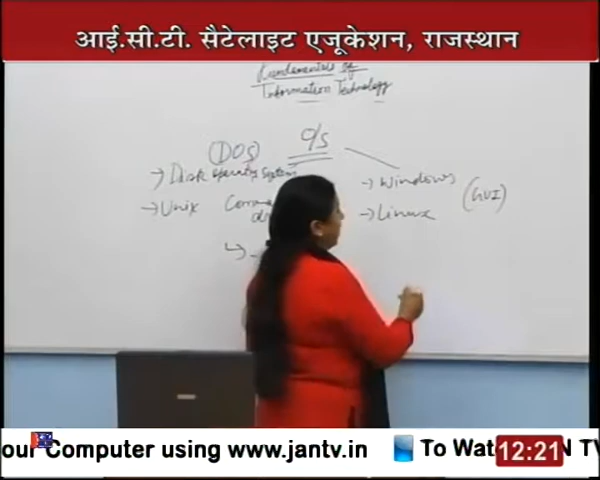 आई.सी.टी. सैटेलाइट एजूकेशन, राजस्थान
Fundamentals of
Information Technology
O/S
(DOS)
→ Disk Operating System
→ Windows
(GUI)
→ Unix
→ Linux
our Computer using www.jantv.in
To Wat
12:21
N TV